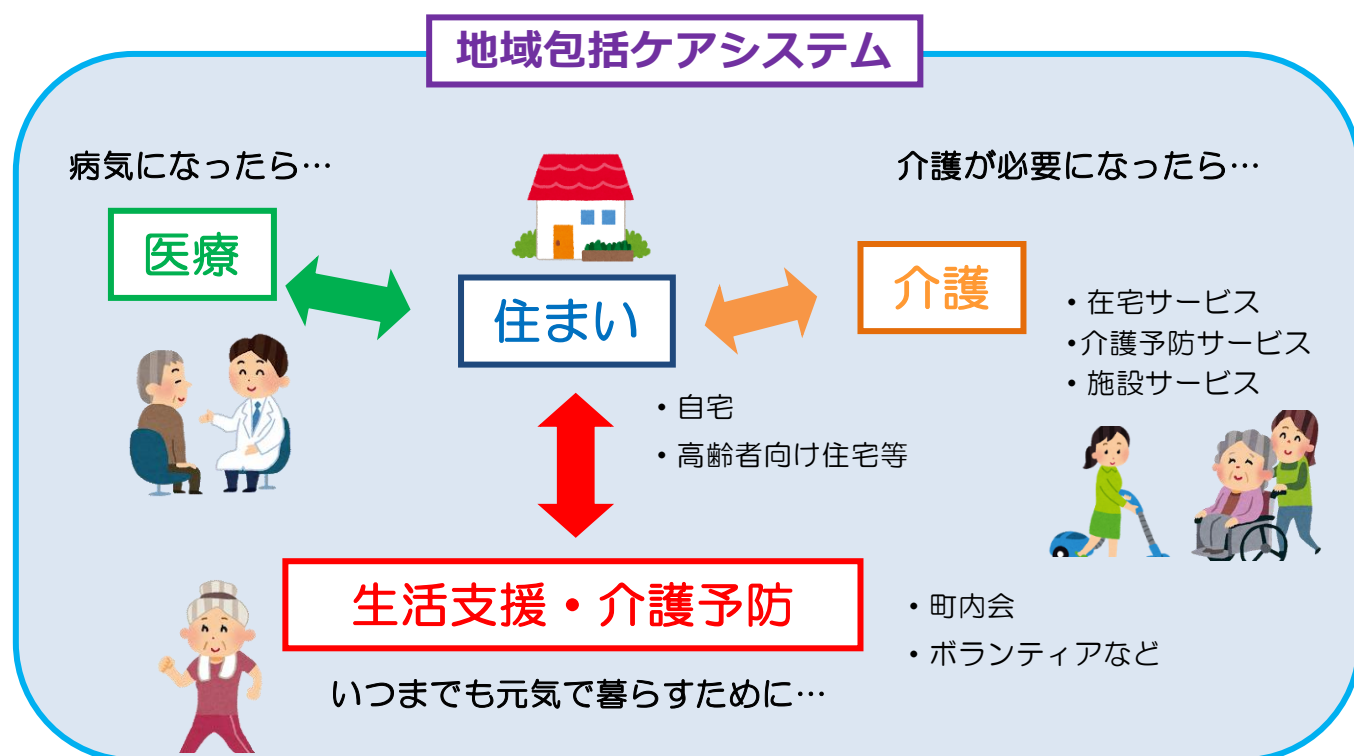 地域包括ケアシステム
病気になったら…
医療
住まい
・自宅
・高齢者向け住宅等
介護が必要になったら…
介護
・在宅サービス
・介護予防サービス
・施設サービス
生活支援・介護予防
・町内会
・ボランティアなど
いつまでも元気で暮らすために…